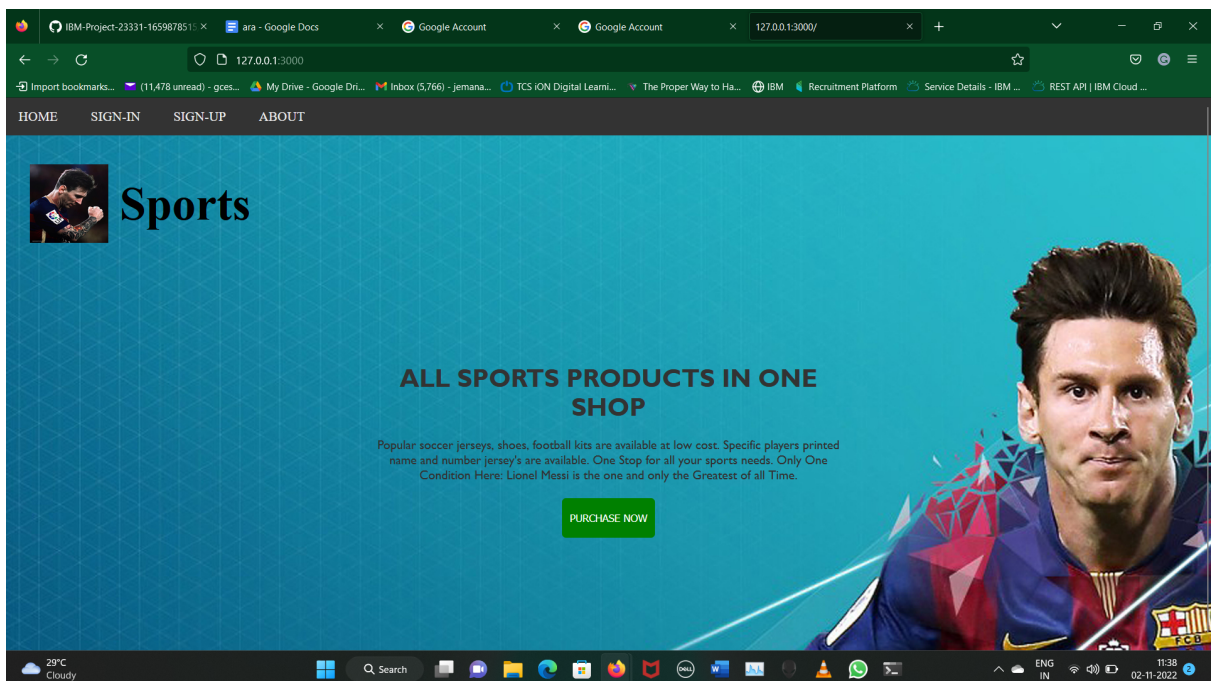 IBM-Project-23331-1659878515
ara - Google Docs
Google Account
Google Account
127.0.0.1:3000/
127.0.0.1:3000
Import bookmarks...
(11,478 unread) - gces...
My Drive - Google Dri...
Inbox (5,766) - jemana...
TCS iON Digital Learni...
The Proper Way to Ha...
IBM
Recruitment Platform
Service Details - IBM ...
REST API | IBM Cloud ...
HOME SIGN-IN SIGN-UP ABOUT
Sports
ALL SPORTS PRODUCTS IN ONE
SHOP
Popular soccer jerseys, shoes, football kits are available at low cost. Specific players printed
name and number jersey's are available. One Stop for all your sports needs. Only One
Condition Here: Lionel Messi is the one and only the Greatest of all Time.
PURCHASE NOW
FCB
29°C
Cloudy
Search
DELL
ENG
IN
11:38
02-11-2022
2